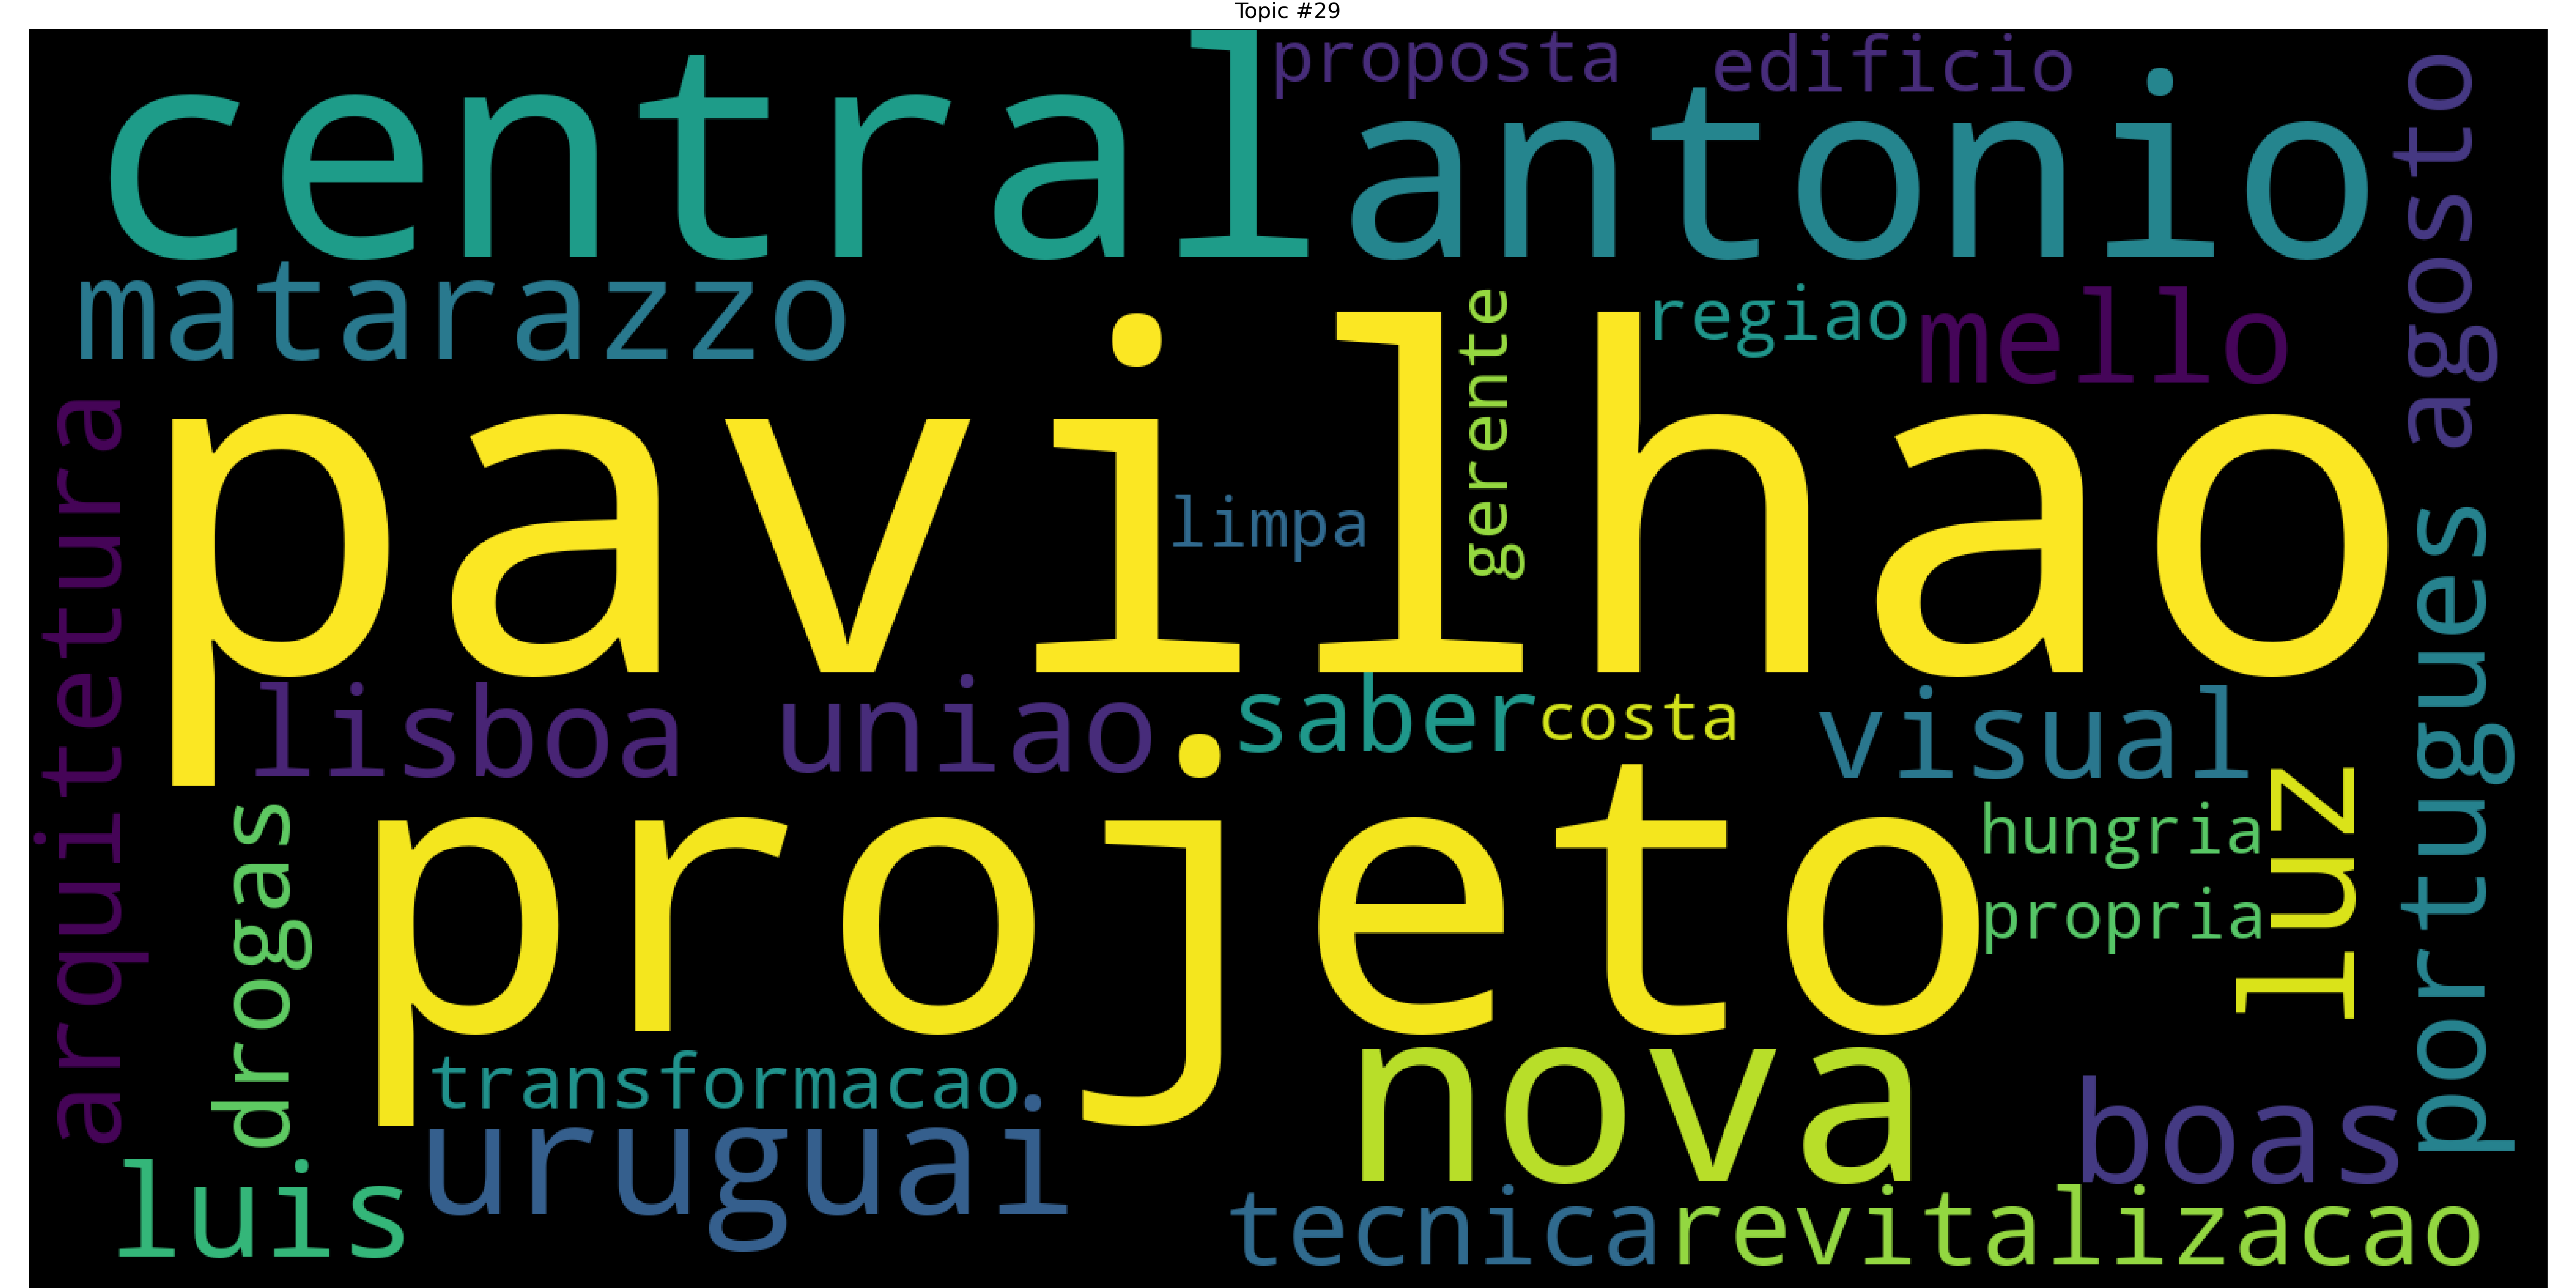 Topic #29
proposta
edificio
central
antonio
agosto
matarazzo
gerente
regiao
mello
pavilhao
limpa
arquitetura
portugues
lisboa
uniao
saber
costa
visual
luz
drogas
projeto
hungria
propria
transformacao
nova
uruguai
boas
luis
tecnica
revitalizacao